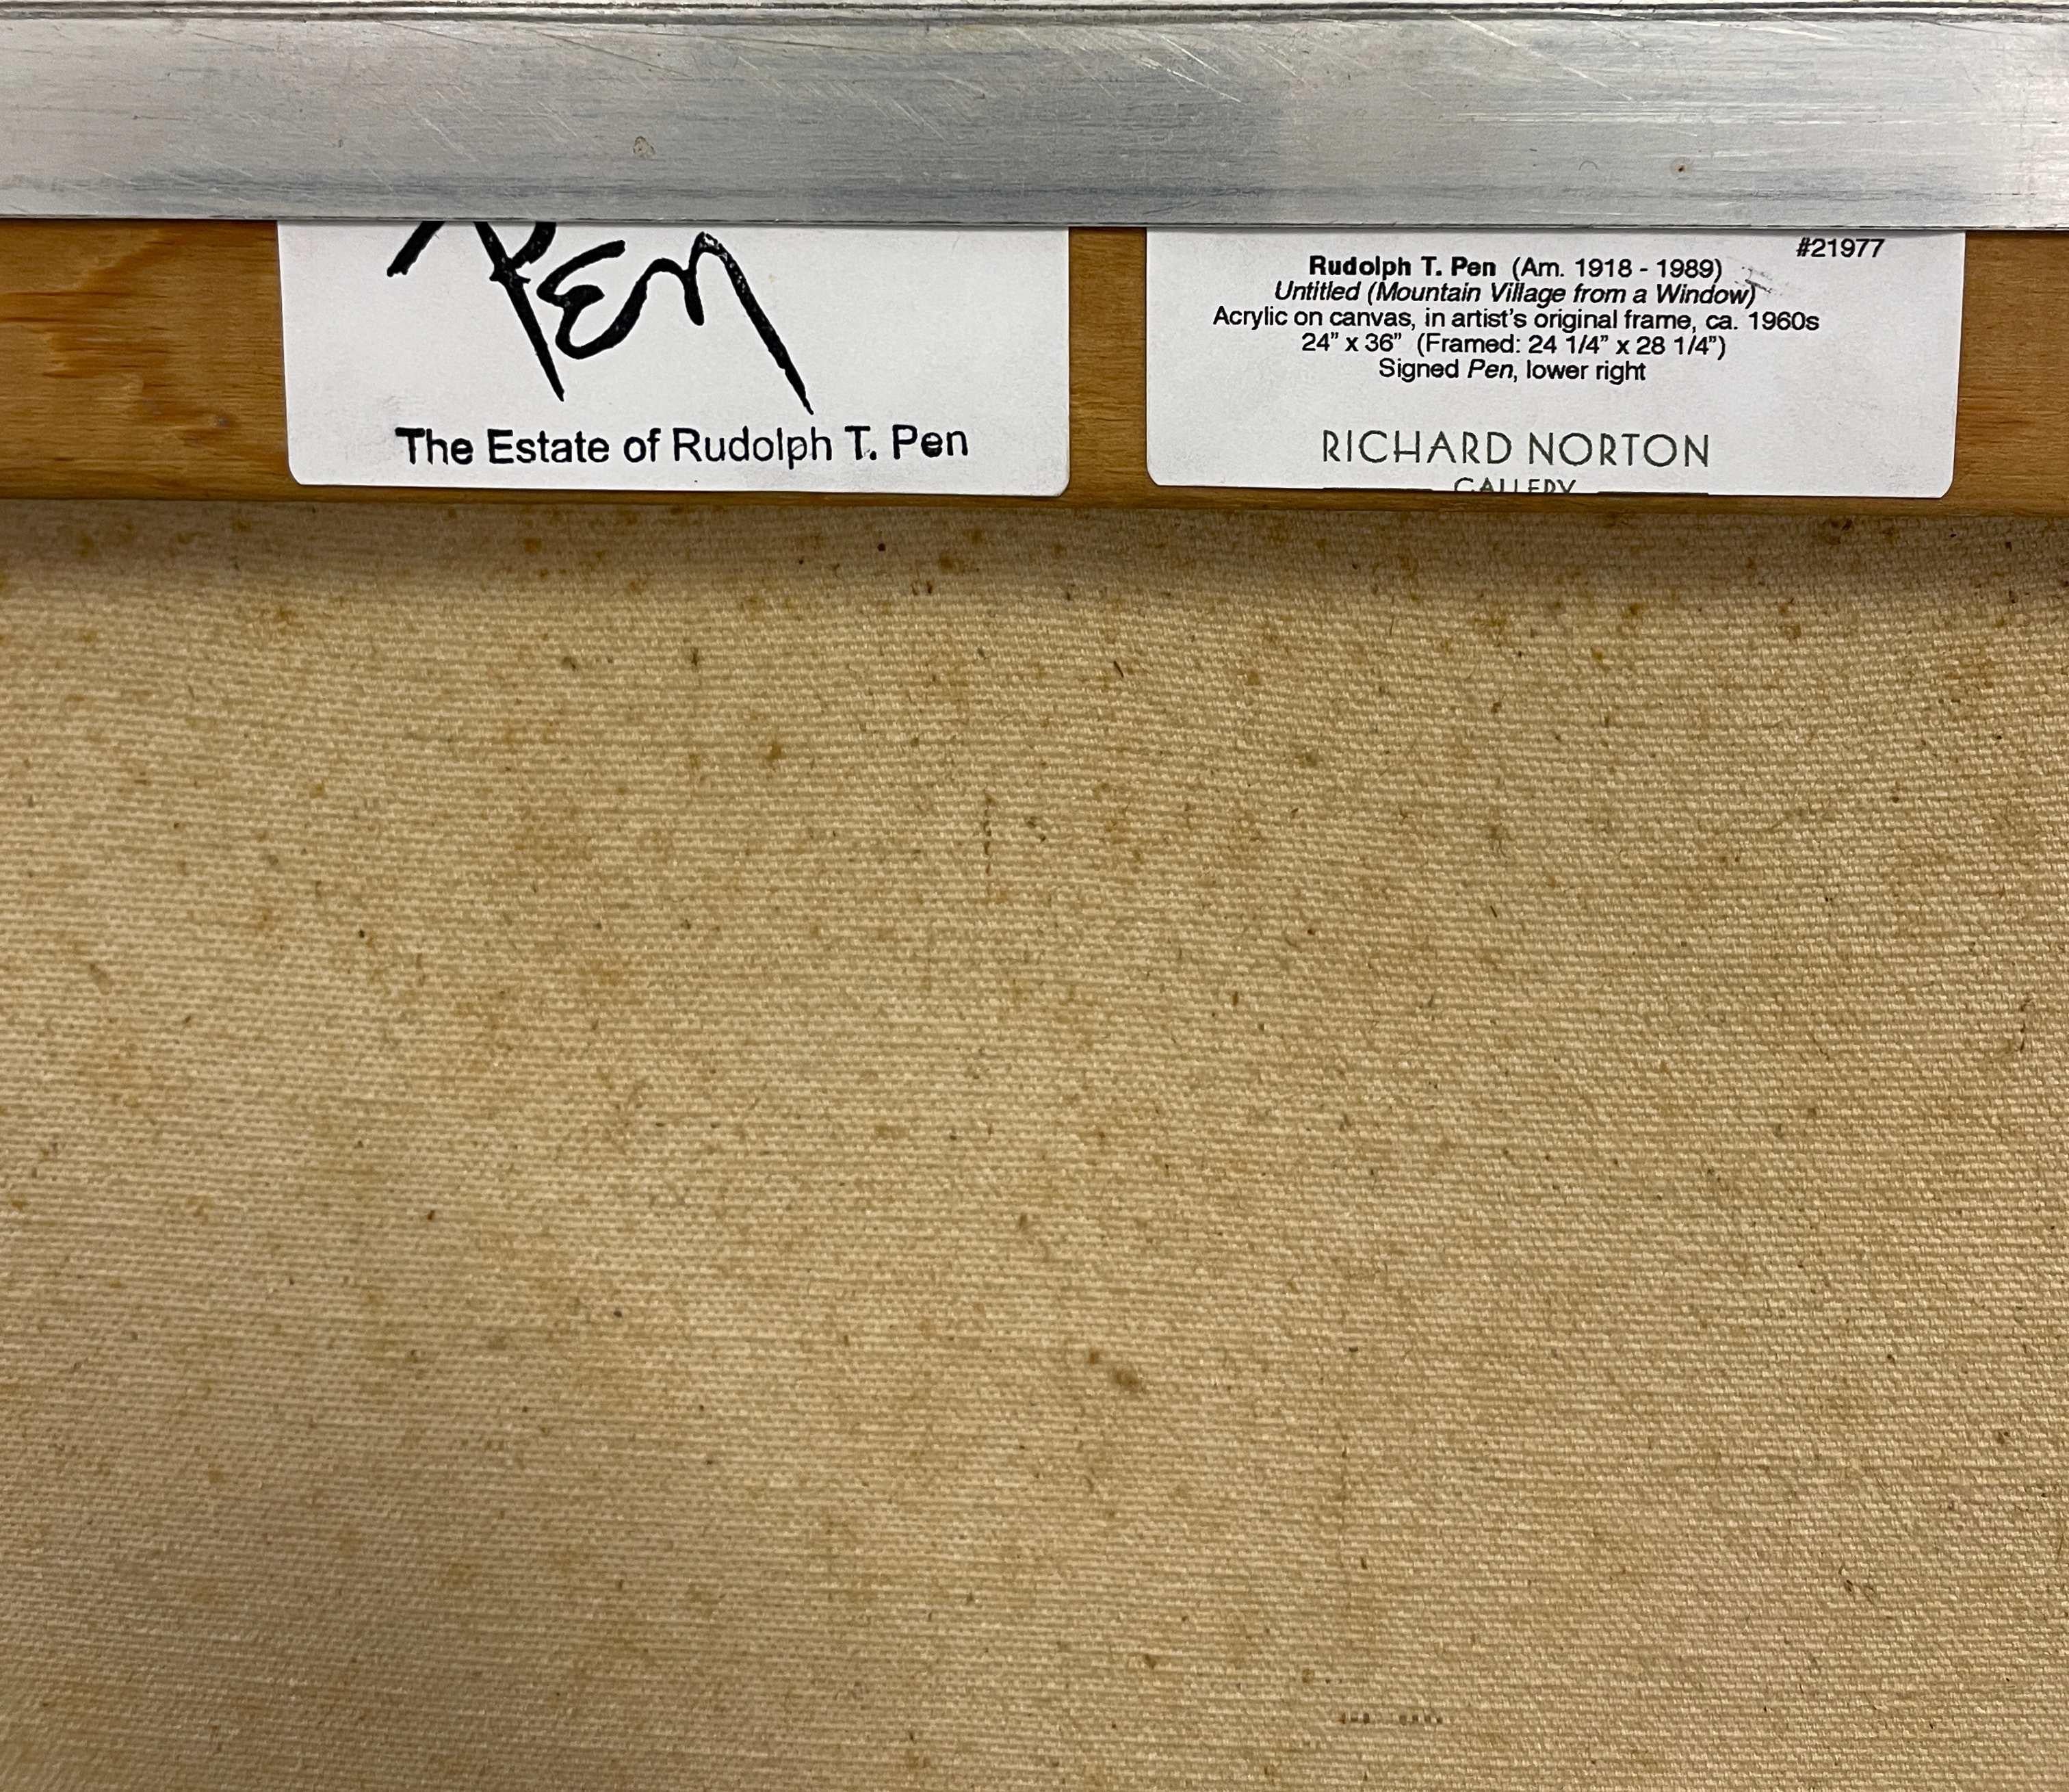 Pen
The Estate of Rudolph T. Pen
#21977
Rudolph T. Pen (Am. 1918 - 1989)
Untitled (Mountain Village from a Window)
Acrylic on canvas, in artist's original frame, ca. 1960s
24" x 36" (Framed: 24 1/4" x 28 1/4")
Signed Pen, lower right
RICHARD NORTON
GALLERY